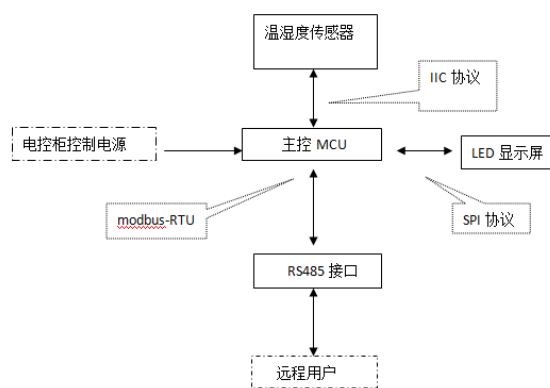 温湿度传感器
IIC 协议
电控柜控制电源
主控 MCU
LED 显示屏
modbus-RTU
SPI 协议
RS485 接口
远程用户